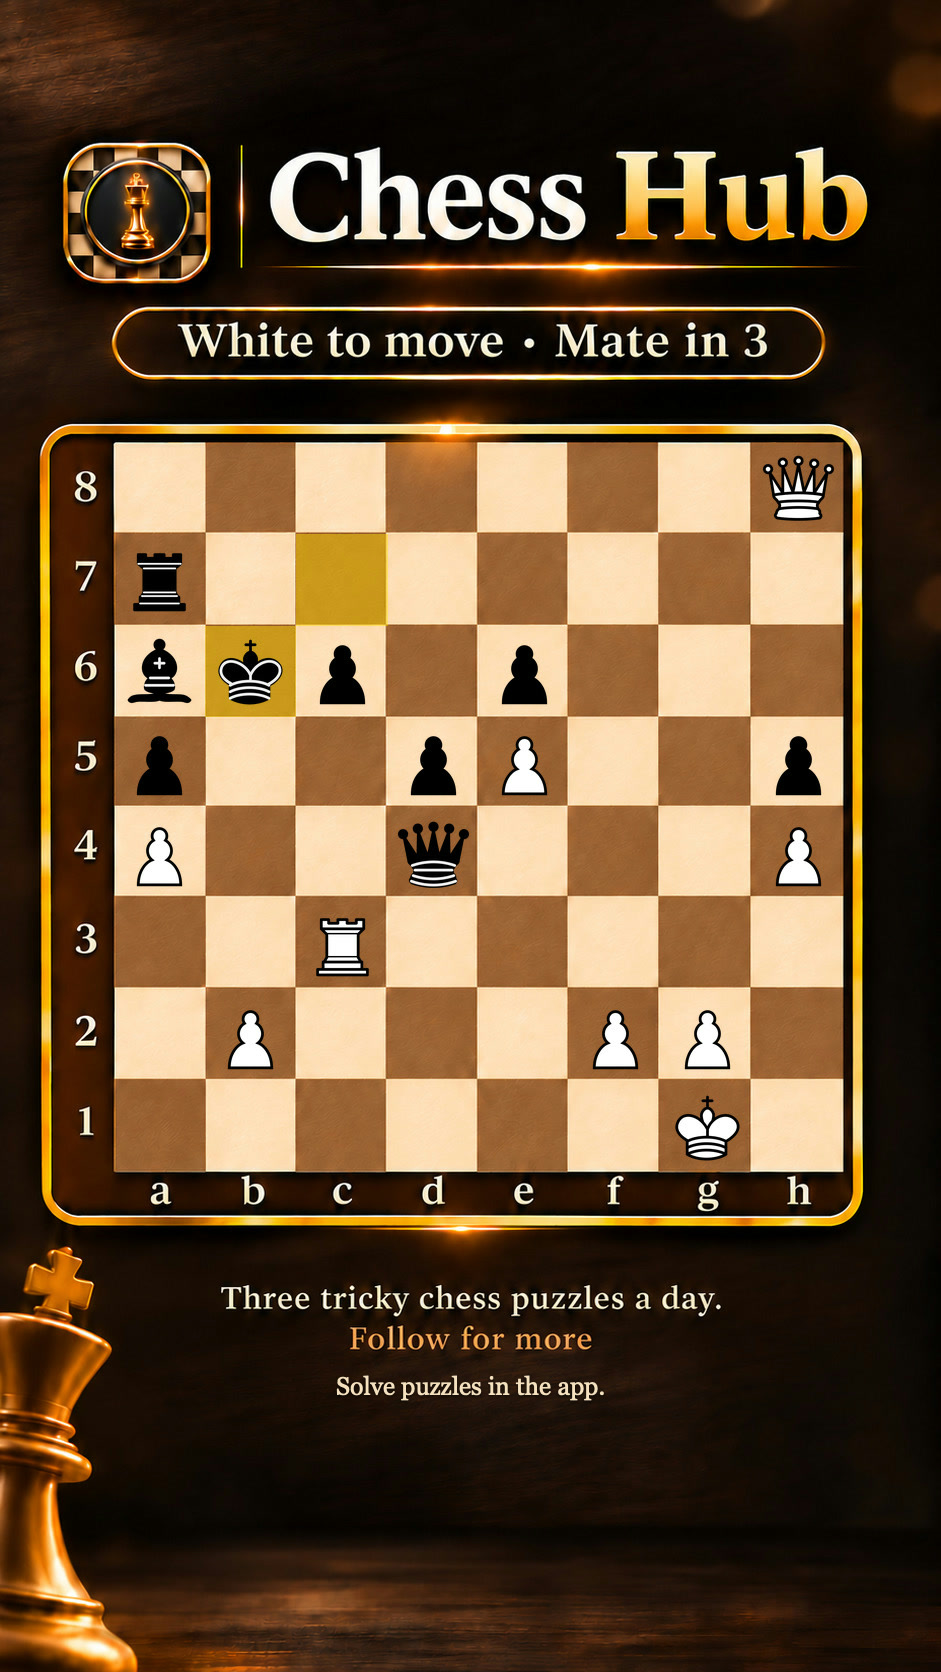 Chess Hub
White to move • Mate in 3
8
7
6
5
4
3
2
1
a b c d e f g h
Three tricky chess puzzles a day.
Follow for more
Solve puzzles in the app.